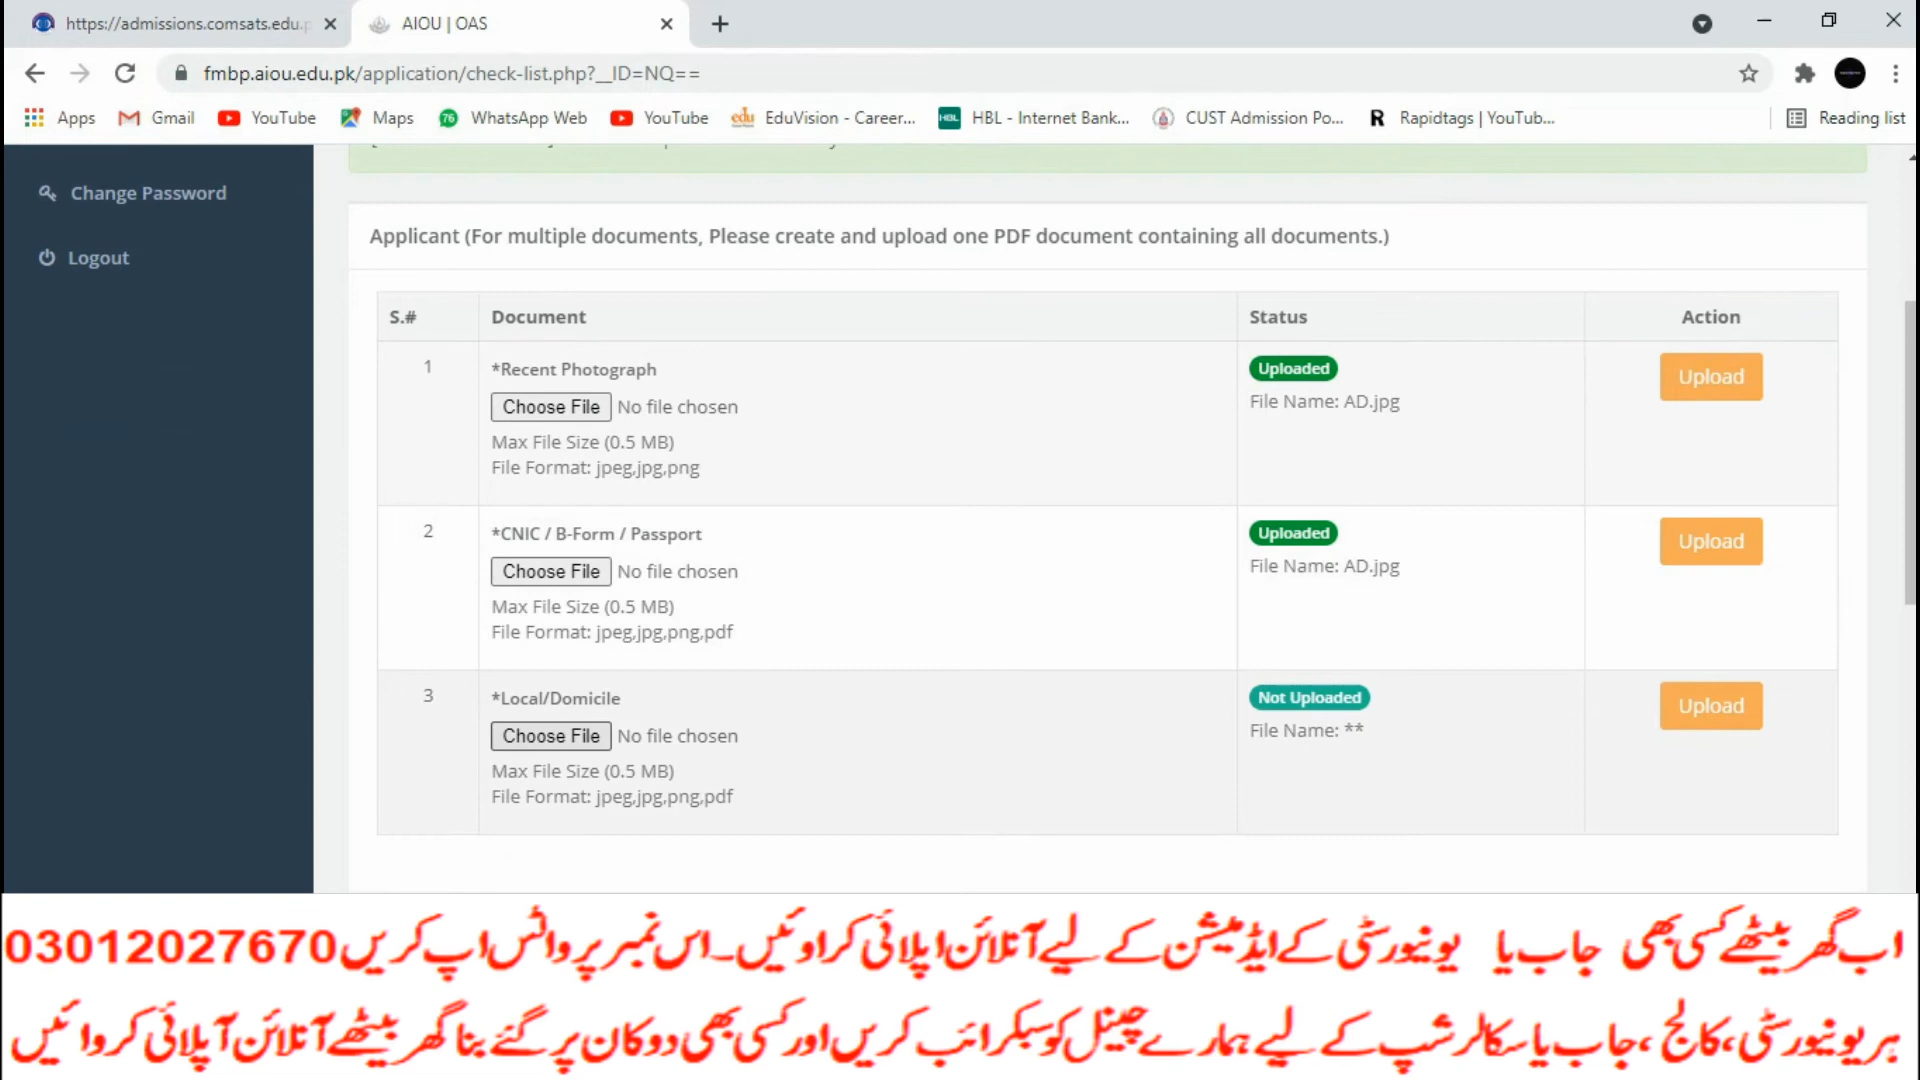 https://admissions.comsats.edu.p
AIOU | OAS
fmbp.aiou.edu.pk/application/check-list.php?__ID=NQ==
Apps
Gmail
YouTube
Maps
76
WhatsApp Web
YouTube
edu
EduVision - Career...
HBL
HBL - Internet Bank...
CUST Admission Po...
R
Rapidtags | YouTub...
Reading list
Change Password
Logout
Applicant (For multiple documents, Please create and upload one PDF document containing all documents.)
S.# Document Status Action
1 *Recent Photograph Uploaded Upload
Choose File No file chosen File Name: AD.jpg
Max File Size (0.5 MB)
File Format: jpeg,jpg,png
2 *CNIC / B-Form / Passport Uploaded Upload
Choose File No file chosen File Name: AD.jpg
Max File Size (0.5 MB)
File Format: jpeg,jpg,png,pdf
3 *Local/Domicile Not Uploaded Upload
Choose File No file chosen File Name: **
Max File Size (0.5 MB)
File Format: jpeg,jpg,png,pdf
اب گھر بیٹھے کسی بھی جاب یا یونیورسٹی کے ایڈمیشن کے لیے آنلائن اپلائی کراوئیں۔ اس نمبر پر واٹس اپ کریں 03012027670
ہر یونیورسٹی، کالج، جاب یا سکالرشپ کے لیے ہمارے چینل کو سبکرائب کریں اور کسی بھی دوکان پر گئے بنا گھر بیٹھے آنلائن آپلائی کروائیں